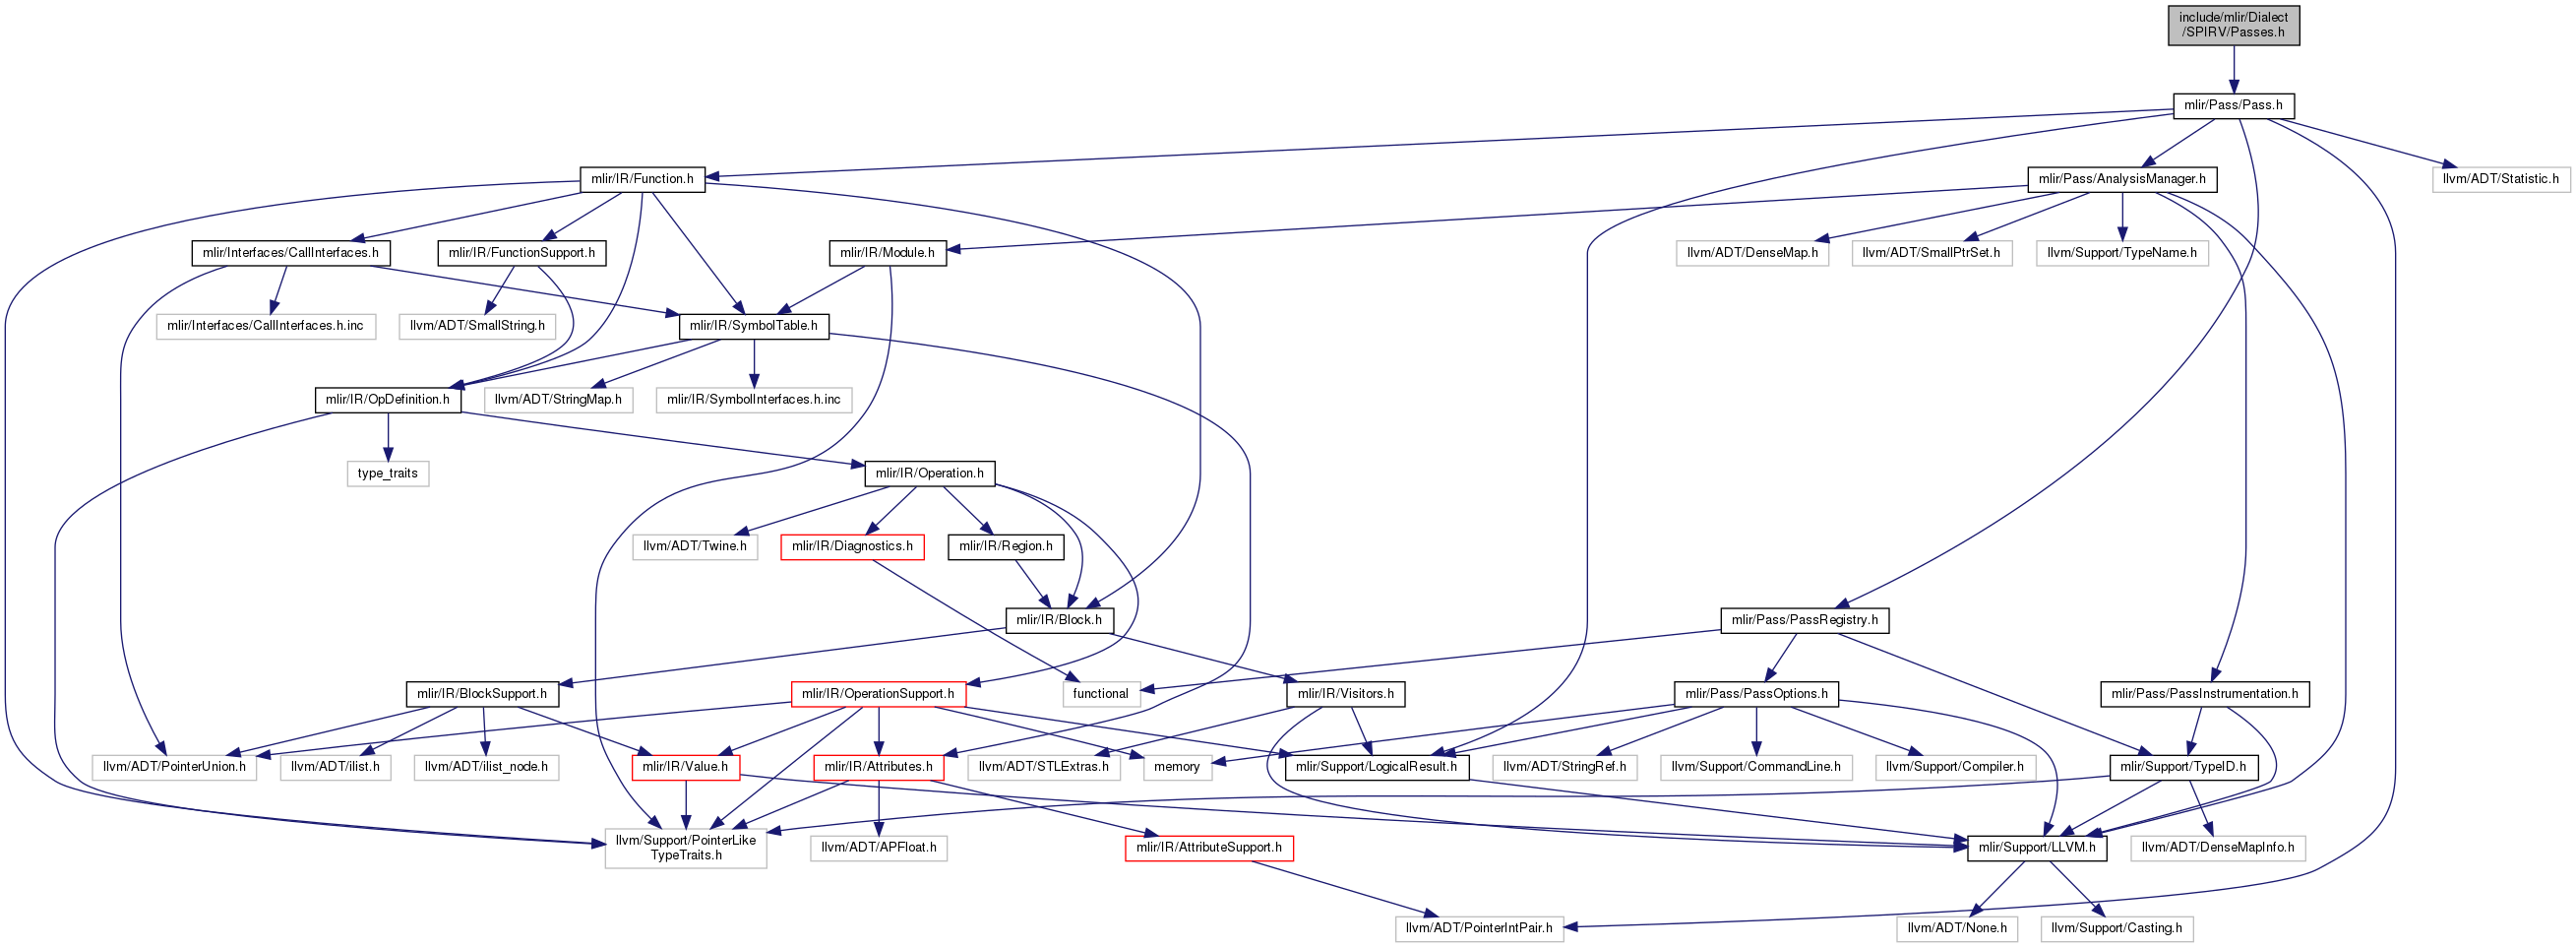 include/mlir/Dialect
/SPIRV/Passes.h
mlir/Pass/Pass.h
mlir/IR/Function.h
mlir/Pass/AnalysisManager.h
llvm/ADT/Statistic.h
mlir/Interfaces/CallInterfaces.h
mlir/IR/FunctionSupport.h
mlir/IR/Module.h
llvm/ADT/DenseMap.h
llvm/ADT/SmallPtrSet.h
llvm/Support/TypeName.h
mlir/Interfaces/CallInterfaces.h.inc
llvm/ADT/SmallString.h
mlir/IR/SymbolTable.h
mlir/IR/OpDefinition.h
llvm/ADT/StringMap.h
mlir/IR/SymbolInterfaces.h.inc
type_traits
mlir/IR/Operation.h
llvm/ADT/Twine.h
mlir/IR/Diagnostics.h
mlir/IR/Region.h
mlir/IR/Block.h
mlir/Pass/PassRegistry.h
mlir/IR/BlockSupport.h
mlir/IR/OperationSupport.h
functional
mlir/IR/Visitors.h
mlir/Pass/PassOptions.h
mlir/Pass/PassInstrumentation.h
llvm/ADT/PointerUnion.h
llvm/ADT/ilist.h
llvm/ADT/ilist_node.h
mlir/IR/Value.h
mlir/IR/Attributes.h
llvm/ADT/STLExtras.h
memory
mlir/Support/LogicalResult.h
llvm/ADT/StringRef.h
llvm/Support/CommandLine.h
llvm/Support/Compiler.h
mlir/Support/TypeID.h
llvm/Support/PointerLike
TypeTraits.h
llvm/ADT/APFloat.h
mlir/IR/AttributeSupport.h
mlir/Support/LLVM.h
llvm/ADT/DenseMapInfo.h
llvm/ADT/PointerIntPair.h
llvm/ADT/None.h
llvm/Support/Casting.h